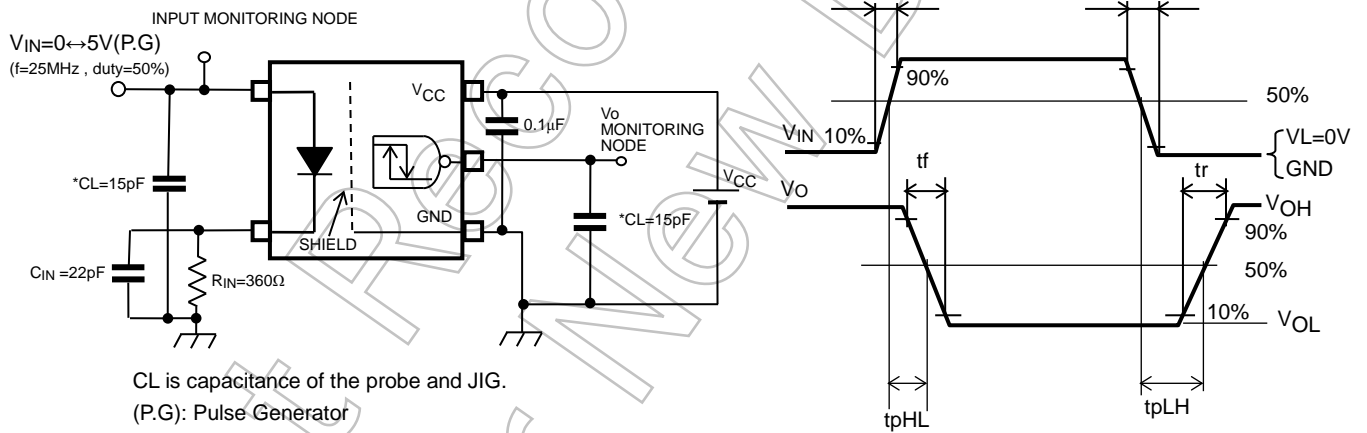 INPUT MONITORING NODE
VIN=0↔5V(P.G)
(f=25MHz , duty=50%)
*CL=15pF
CIN =22pF
RIN=360Ω
SHIELD
VCC
GND
0.1μF
Vo
MONITORING
NODE
*CL=15pF
VCC
CL is capacitance of the probe and JIG.
(P.G): Pulse Generator
90%
50%
VIN 10%
VL=0V
GND
tf
tr
VO
VOH
90%
50%
10%
VOL
tpHL
tpLH